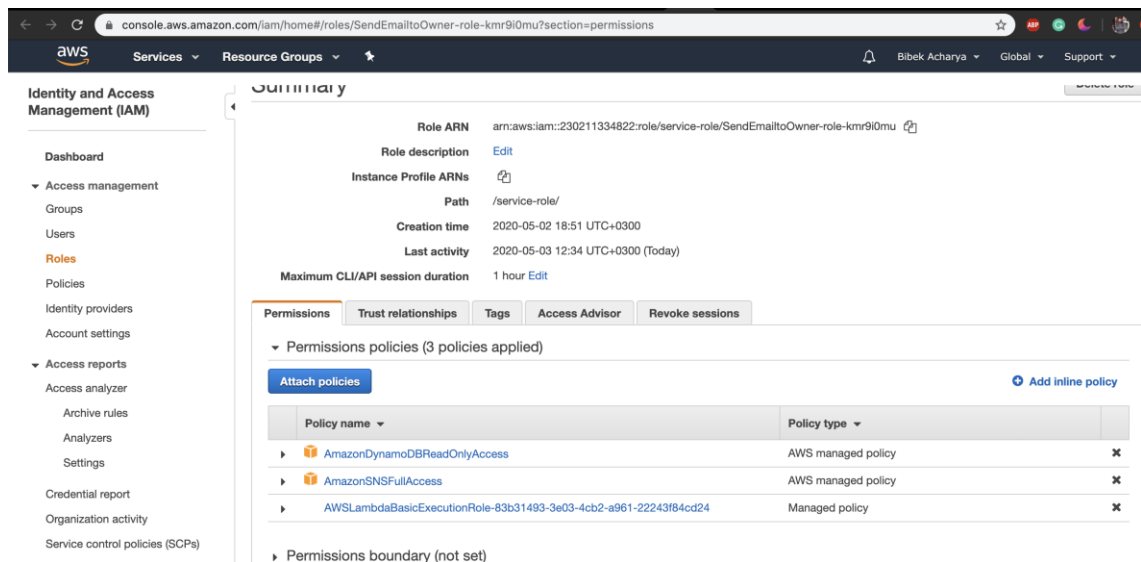 console.aws.amazon.com/iam/home#/roles/SendEmailtoOwner-role-kmr9i0mu?section=permissions
ABP
aws Services Resource Groups Bibek Acharya Global Support
Identity and Access Management (IAM)
Dashboard
Access management
Groups
Users
Roles
Policies
Identity providers
Account settings
Access reports
Access analyzer
Archive rules
Analyzers
Settings
Credential report
Organization activity
Service control policies (SCPs)
Summary Delete role
Role ARN arn:aws:iam::230211334822:role/service-role/SendEmailtoOwner-role-kmr9i0mu
Role description Edit
Instance Profile ARNs
Path /service-role/
Creation time 2020-05-02 18:51 UTC+0300
Last activity 2020-05-03 12:34 UTC+0300 (Today)
Maximum CLI/API session duration 1 hour Edit
Permissions Trust relationships Tags Access Advisor Revoke sessions
Permissions policies (3 policies applied)
Attach policies Add inline policy
Policy name Policy type
AmazonDynamoDBReadOnlyAccess AWS managed policy
AmazonSNSFullAccess AWS managed policy
AWSLambdaBasicExecutionRole-83b31493-3e03-4cb2-a961-22243f84cd24 Managed policy
Permissions boundary (not set)